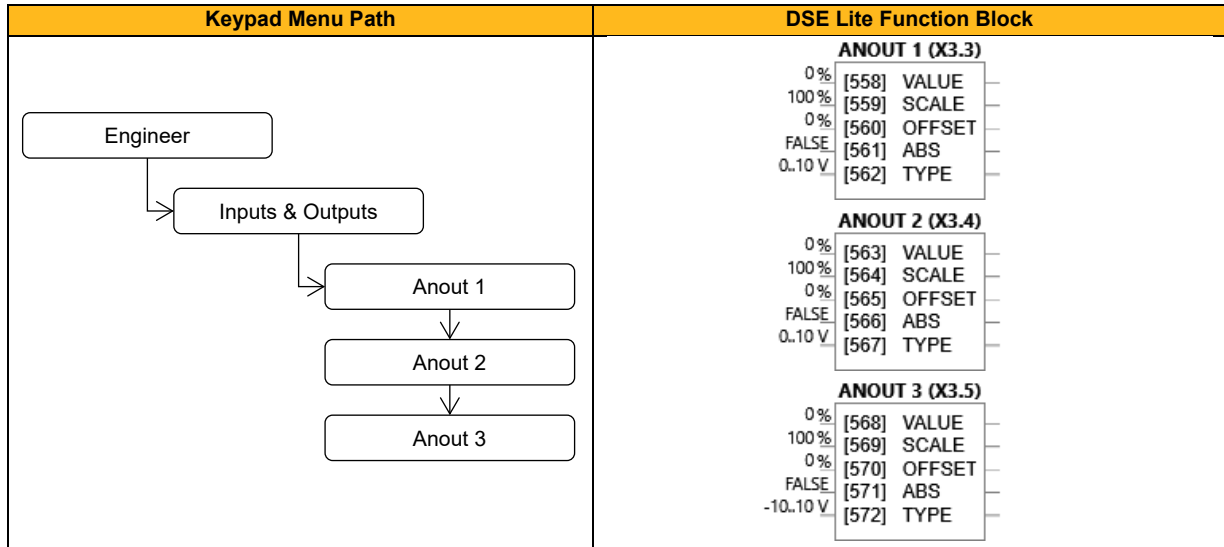 Keypad Menu Path
DSE Lite Function Block
Engineer
Inputs & Outputs
Anout 1
Anout 2
Anout 3
ANOUT 1 (X3.3)
0% [558] VALUE
100% [559] SCALE
0% [560] OFFSET
FALSE [561] ABS
0..10 V [562] TYPE
ANOUT 2 (X3.4)
0% [563] VALUE
100% [564] SCALE
0% [565] OFFSET
FALSE [566] ABS
0..10 V [567] TYPE
ANOUT 3 (X3.5)
0% [568] VALUE
100% [569] SCALE
0% [570] OFFSET
FALSE [571] ABS
-10..10 V [572] TYPE